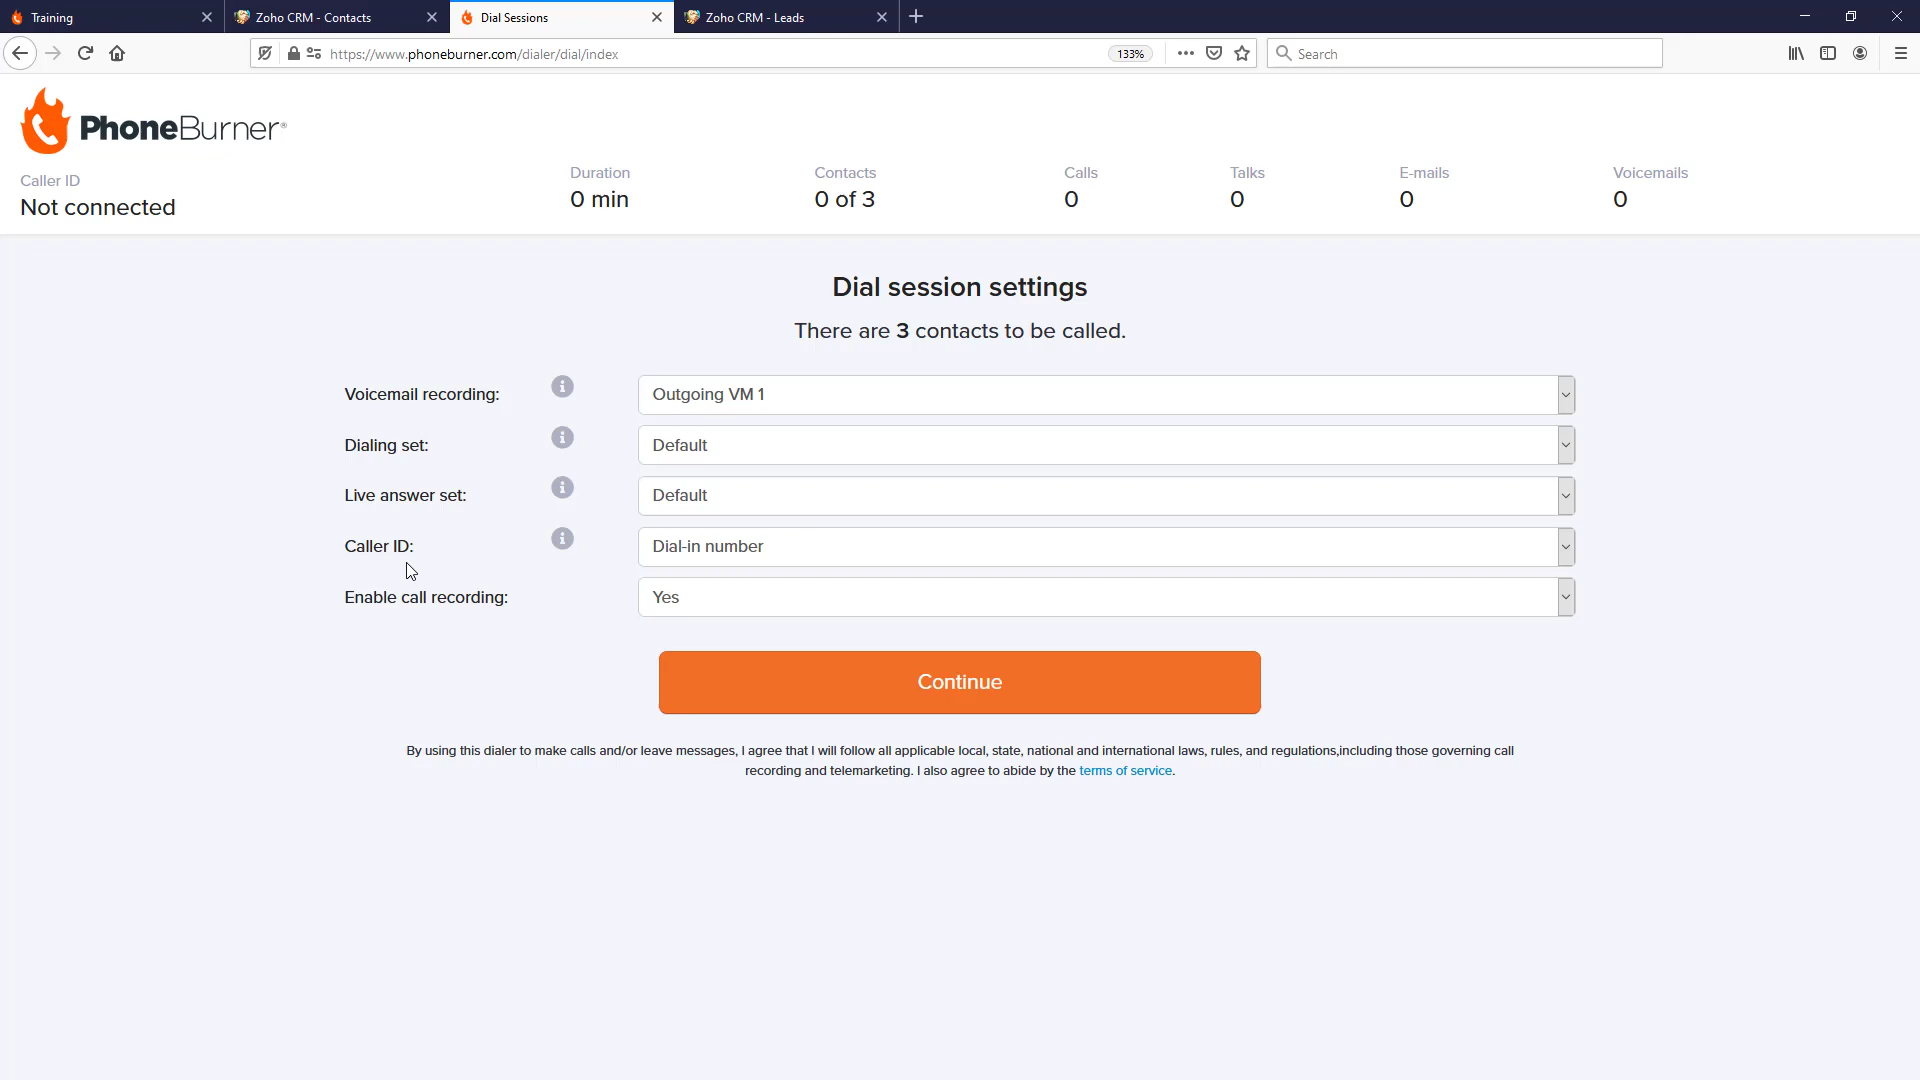 Training
Zoho CRM - Contacts
Dial Sessions
Zoho CRM - Leads
https://www.phoneburner.com/dialer/dial/index
133%
Search
PhoneBurner®
Caller ID
Not connected
Duration
0 min
Contacts
0 of 3
Calls
0
Talks
0
E-mails
0
Voicemails
0
Dial session settings
There are 3 contacts to be called.
Voicemail recording:
Outgoing VM 1
Dialing set:
Default
Live answer set:
Default
Caller ID:
Dial-in number
Enable call recording:
Yes
Continue
By using this dialer to make calls and/or leave messages, I agree that I will follow all applicable local, state, national and international laws, rules, and regulations,including those governing call
recording and telemarketing. I also agree to abide by the terms of service.